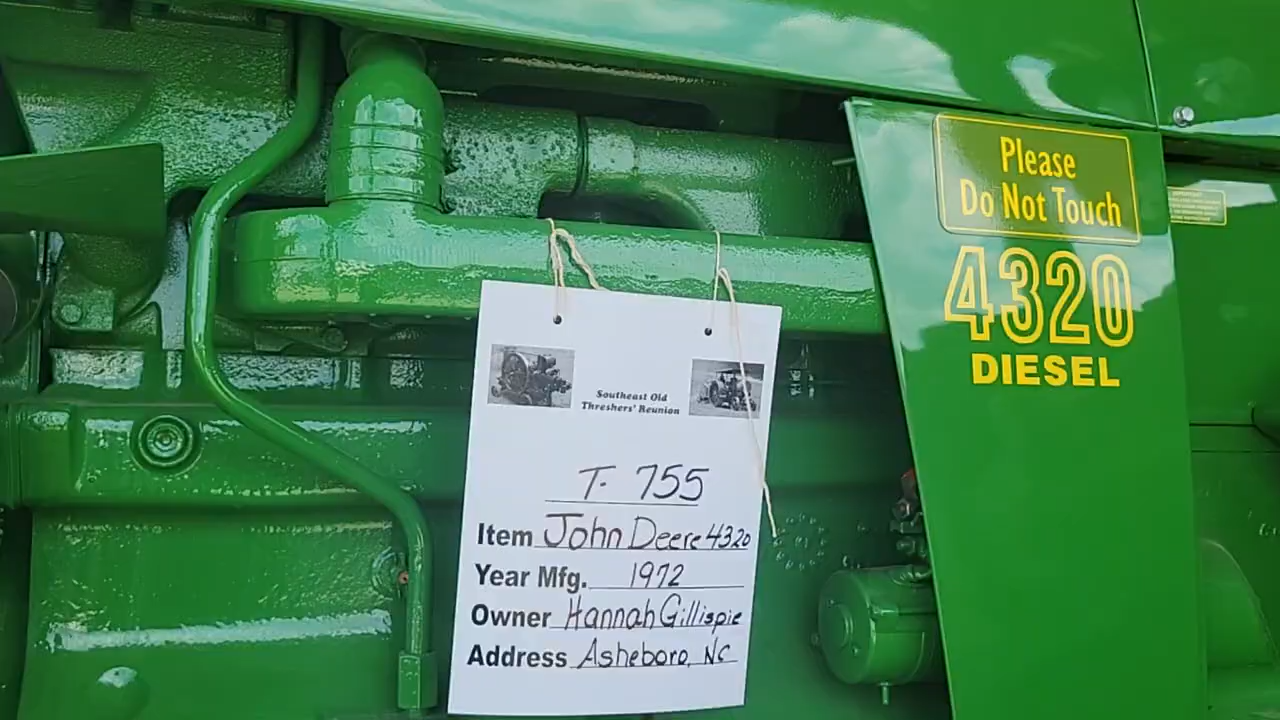 Please
Do Not Touch
4320
DIESEL
Southeast Old
Threshers' Reunion
T- 755
Item John Deere 4320
Year Mfg. 1972
Owner Hannah Gillispie
Address Asheboro, NC